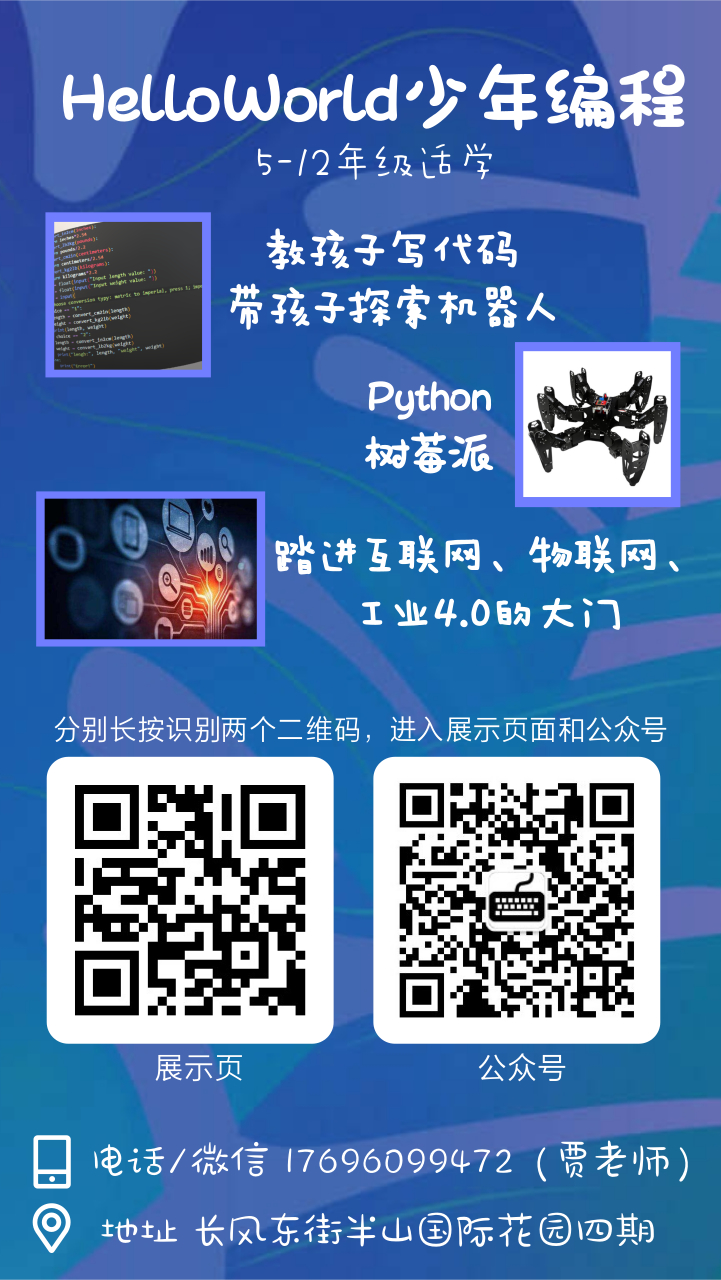 HelloWorld少年编程
5-12年级适学
教孩子写代码
带孩子探索机器人
Python
树莓派
踏进互联网、物联网、
工业4.0的大门
分别长按识别两个二维码，进入展示页面和公众号
展示页
公众号
电话/微信 17696099472（贾老师）
地址 长风东街半山国际花园四期